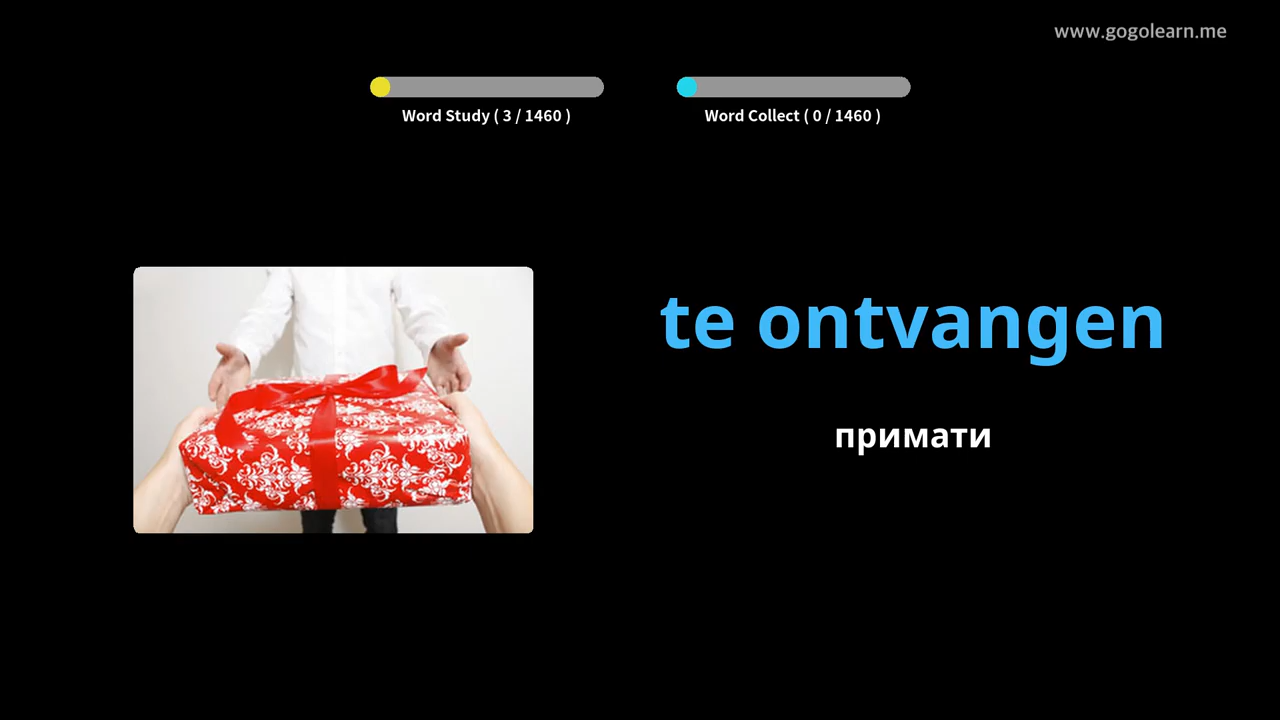 www.gogolearn.me
Word Study ( 3 / 1460 )
Word Collect ( 0 / 1460 )
te ontvangen
примати